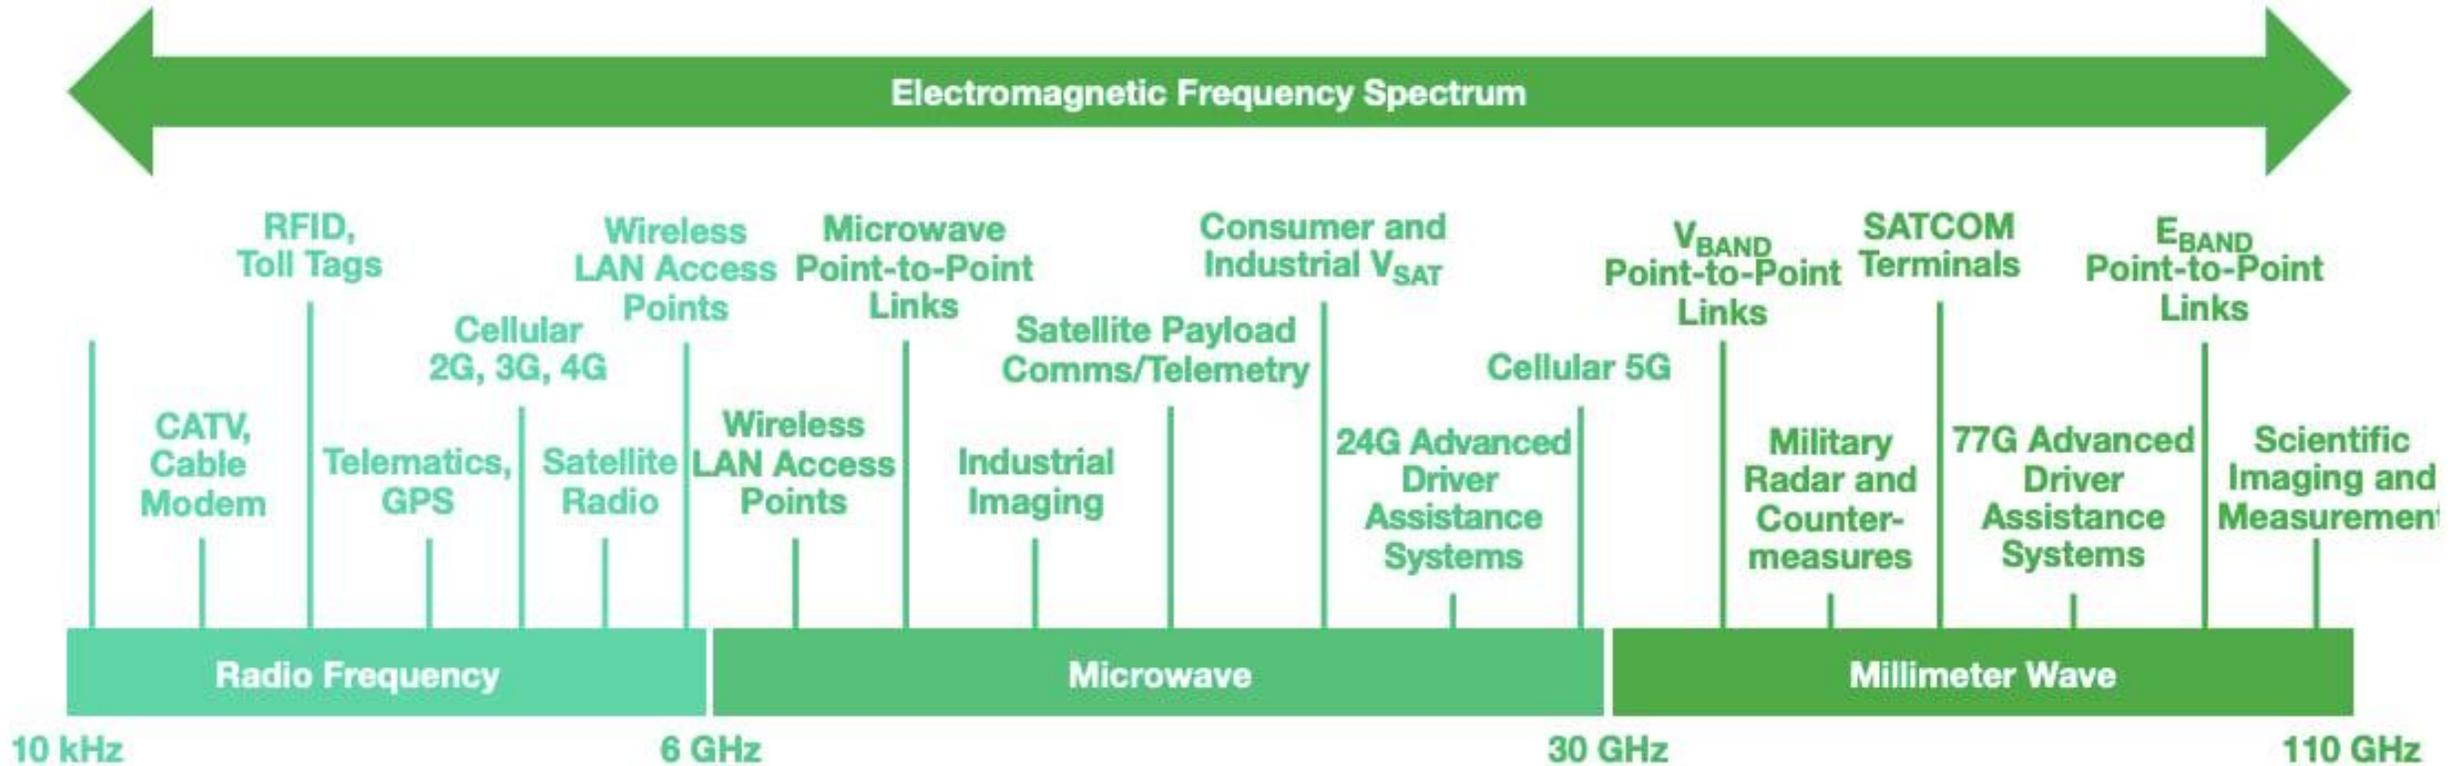 Electromagnetic Frequency Spectrum
RFID,
Toll Tags
Wireless
LAN Access
Points
Microwave
Point-to-Point
Links
Consumer and
Industrial VSAT
VBAND
Point-to-Point
Links
SATCOM
Terminals
EBAND
Point-to-Point
Links
Cellular
2G, 3G, 4G
Satellite Payload
Comms/Telemetry
Cellular 5G
CATV,
Cable
Modem
Telematics,
GPS
Satellite
Radio
Wireless
LAN Access
Points
Industrial
Imaging
24G Advanced
Driver
Assistance
Systems
Military
Radar and
Counter-
measures
77G Advanced
Driver
Assistance
Systems
Scientific
Imaging and
Measurement
Radio Frequency
Microwave
Millimeter Wave
10 kHz
6 GHz
30 GHz
110 GHz